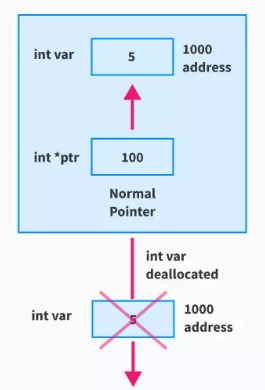 int var
5
1000
address
int *ptr
100
Normal
Pointer
int var
deallocated
int var
5
1000
address